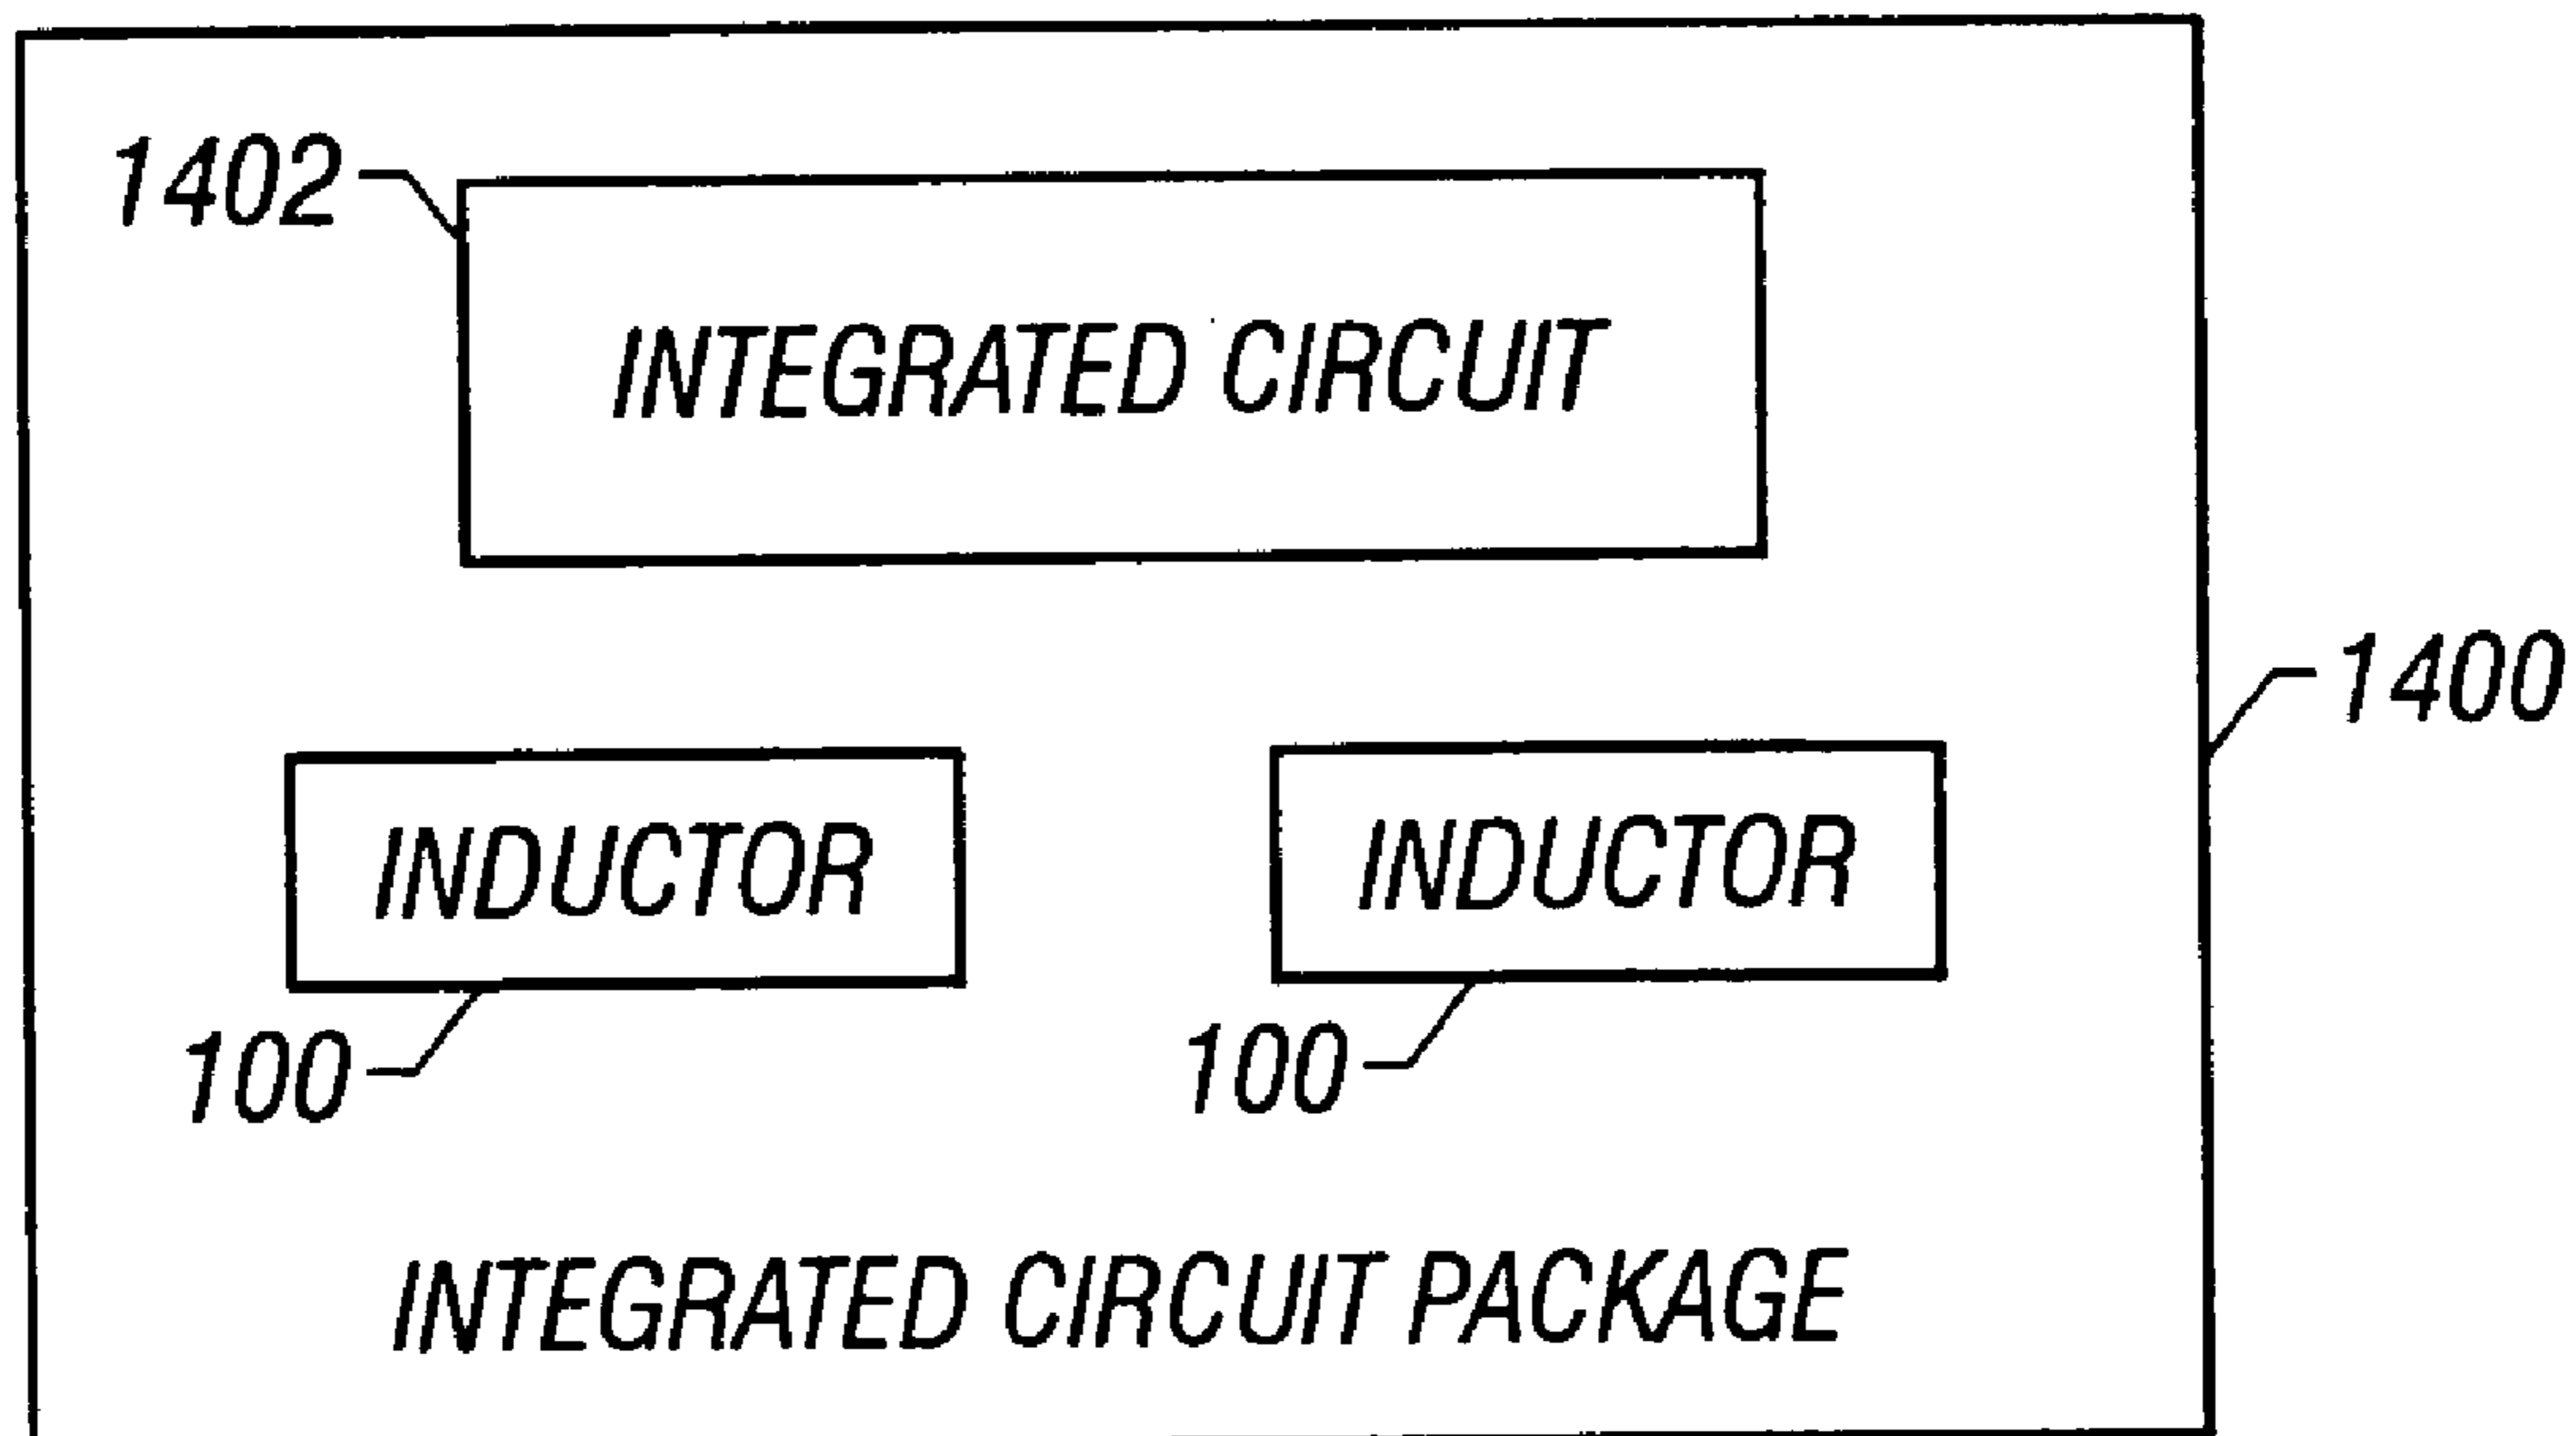 1402
INTEGRATED CIRCUIT
1400
INDUCTOR
INDUCTOR
100
100
INTEGRATED CIRCUIT PACKAGE